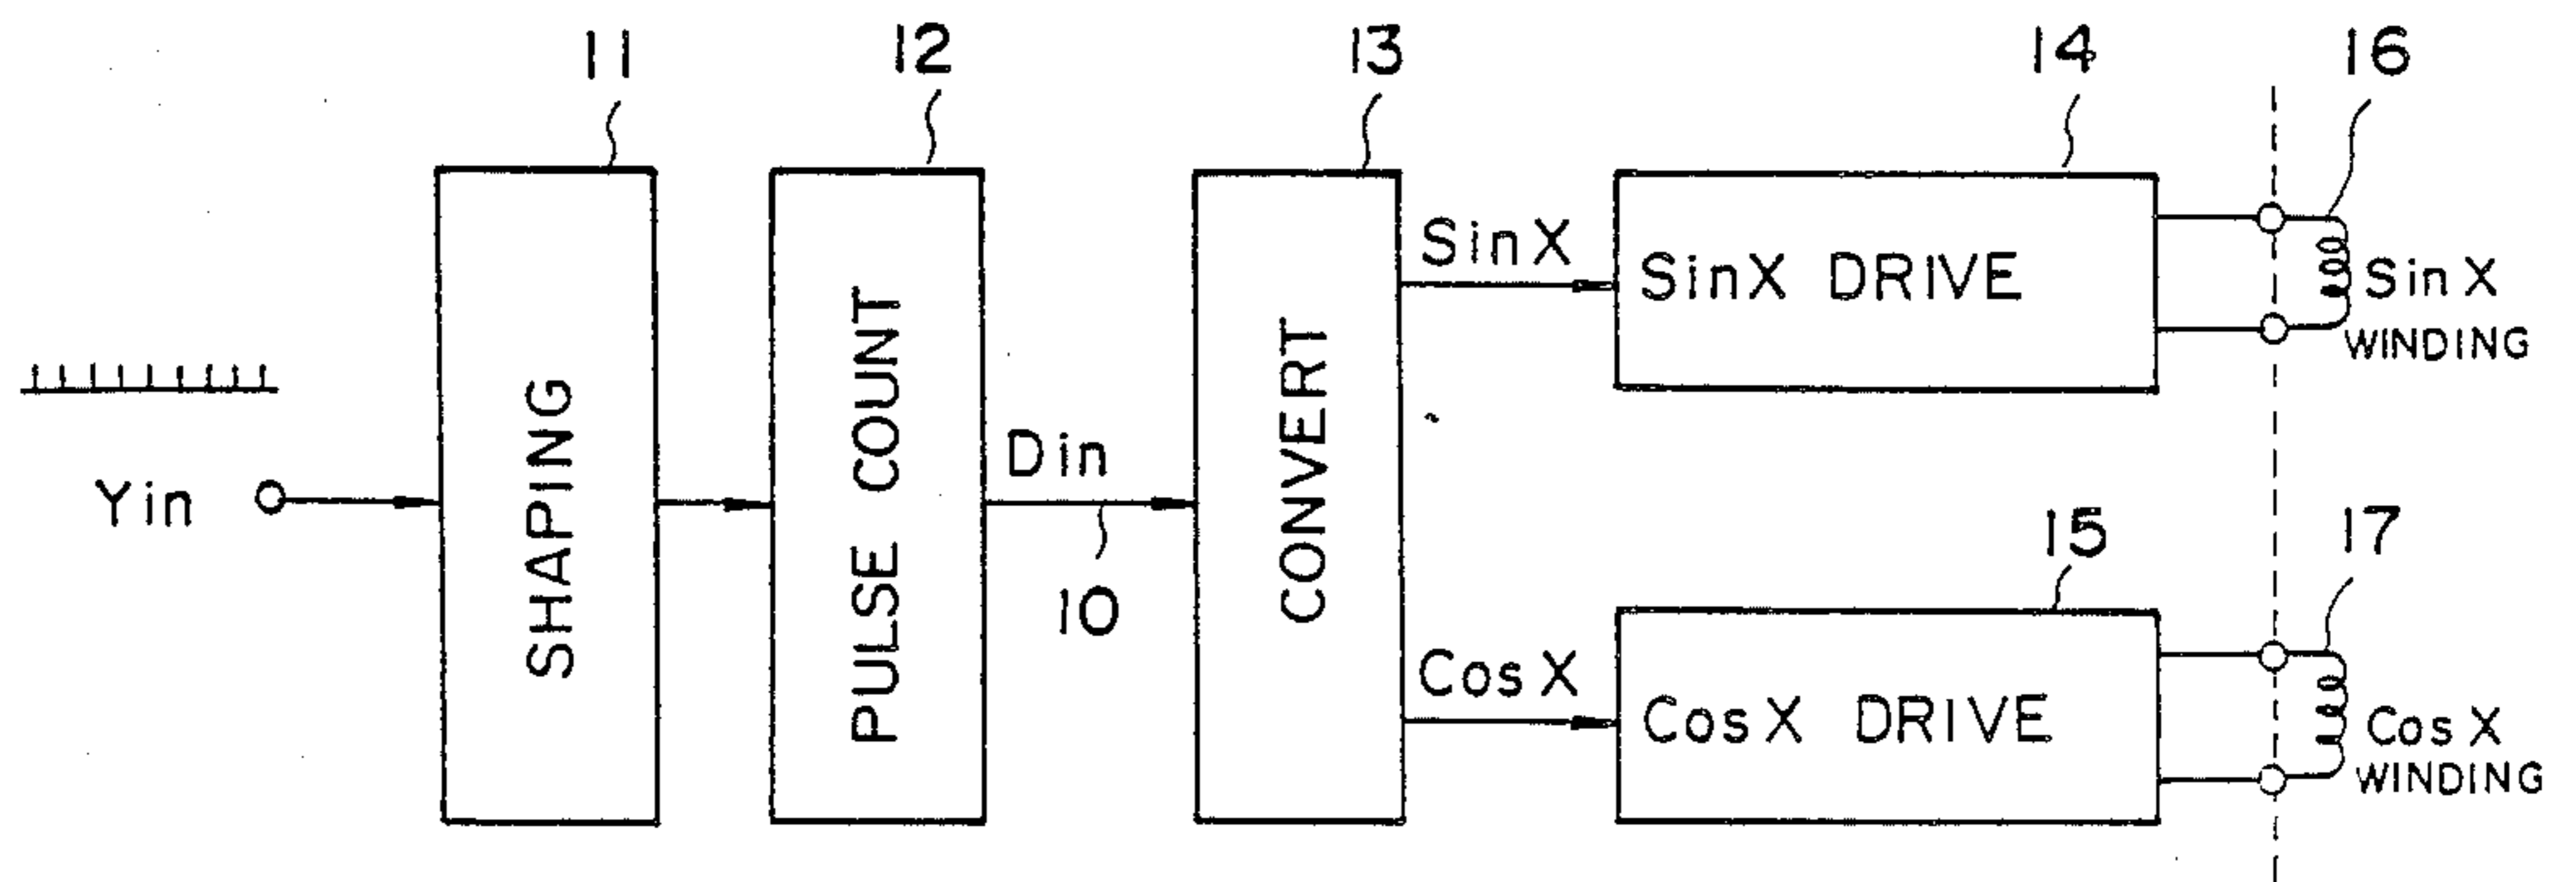 11
12
13
14
16
SinX
SinX DRIVE
SinX
WINDING
SHAPING
PULSE COUNT
CONVERT
Din
Yin
10
15
17
CosX
CosX DRIVE
CosX
WINDING